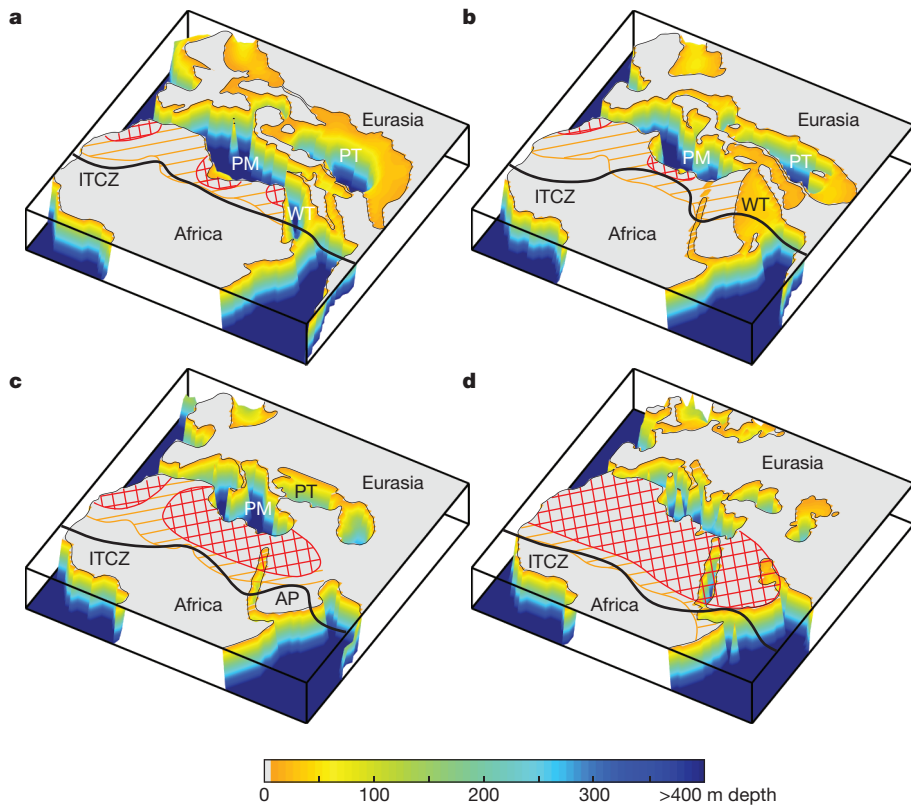 a
Eurasia
PM
PT
ITCZ
WT
Africa
b
Eurasia
PM
PT
ITCZ
WT
Africa
c
Eurasia
PT
PM
ITCZ
AP
Africa
d
Eurasia
ITCZ
Africa
0 100 200 300 >400 m depth